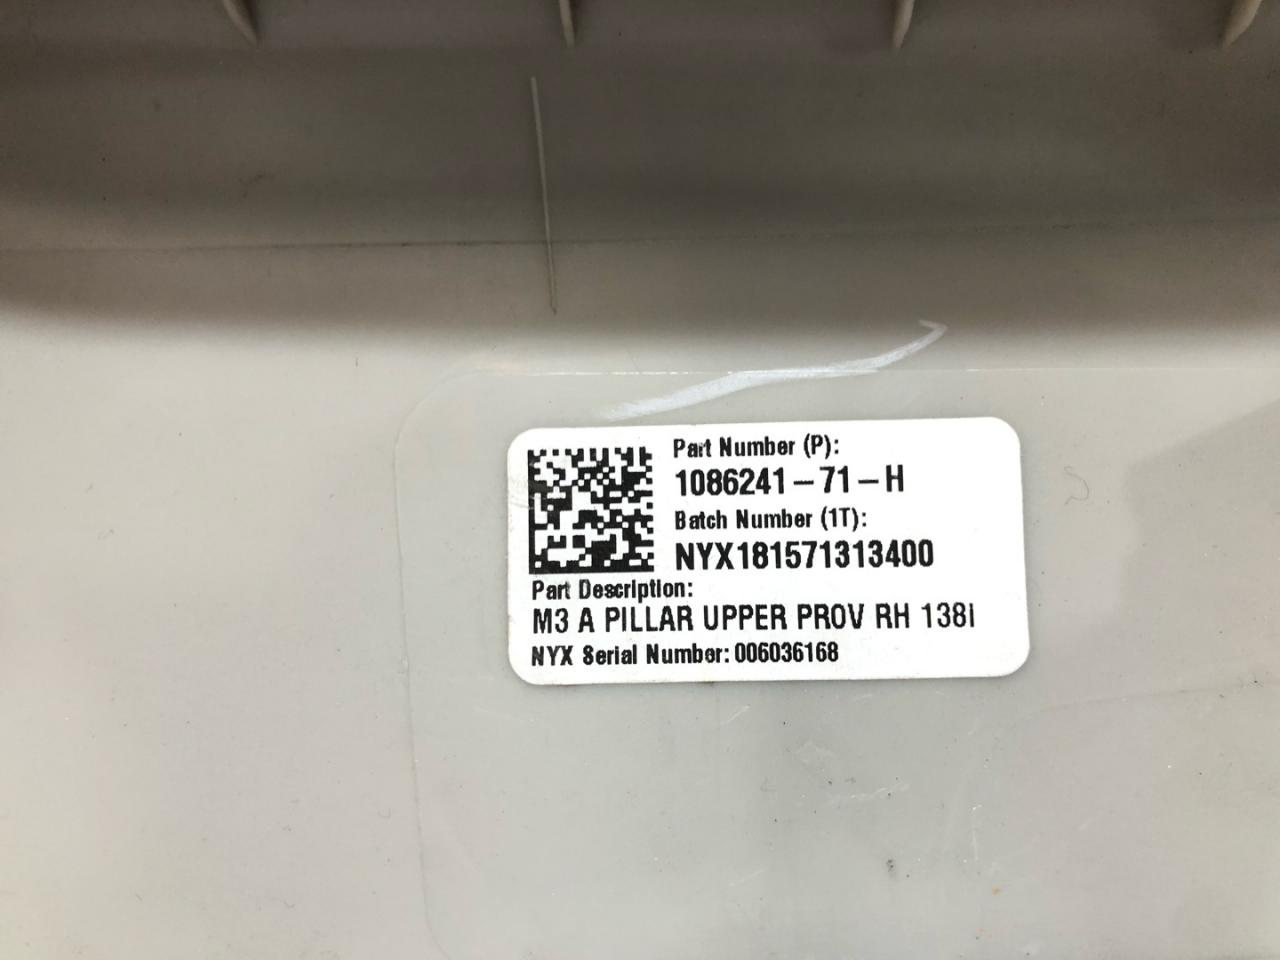 Part Number (P):
1086241-71-H
Batch Number (1T):
NYX181571313400
Part Description:
M3 A PILLAR UPPER PROV RH 138i
NYX Serial Number: 006036168